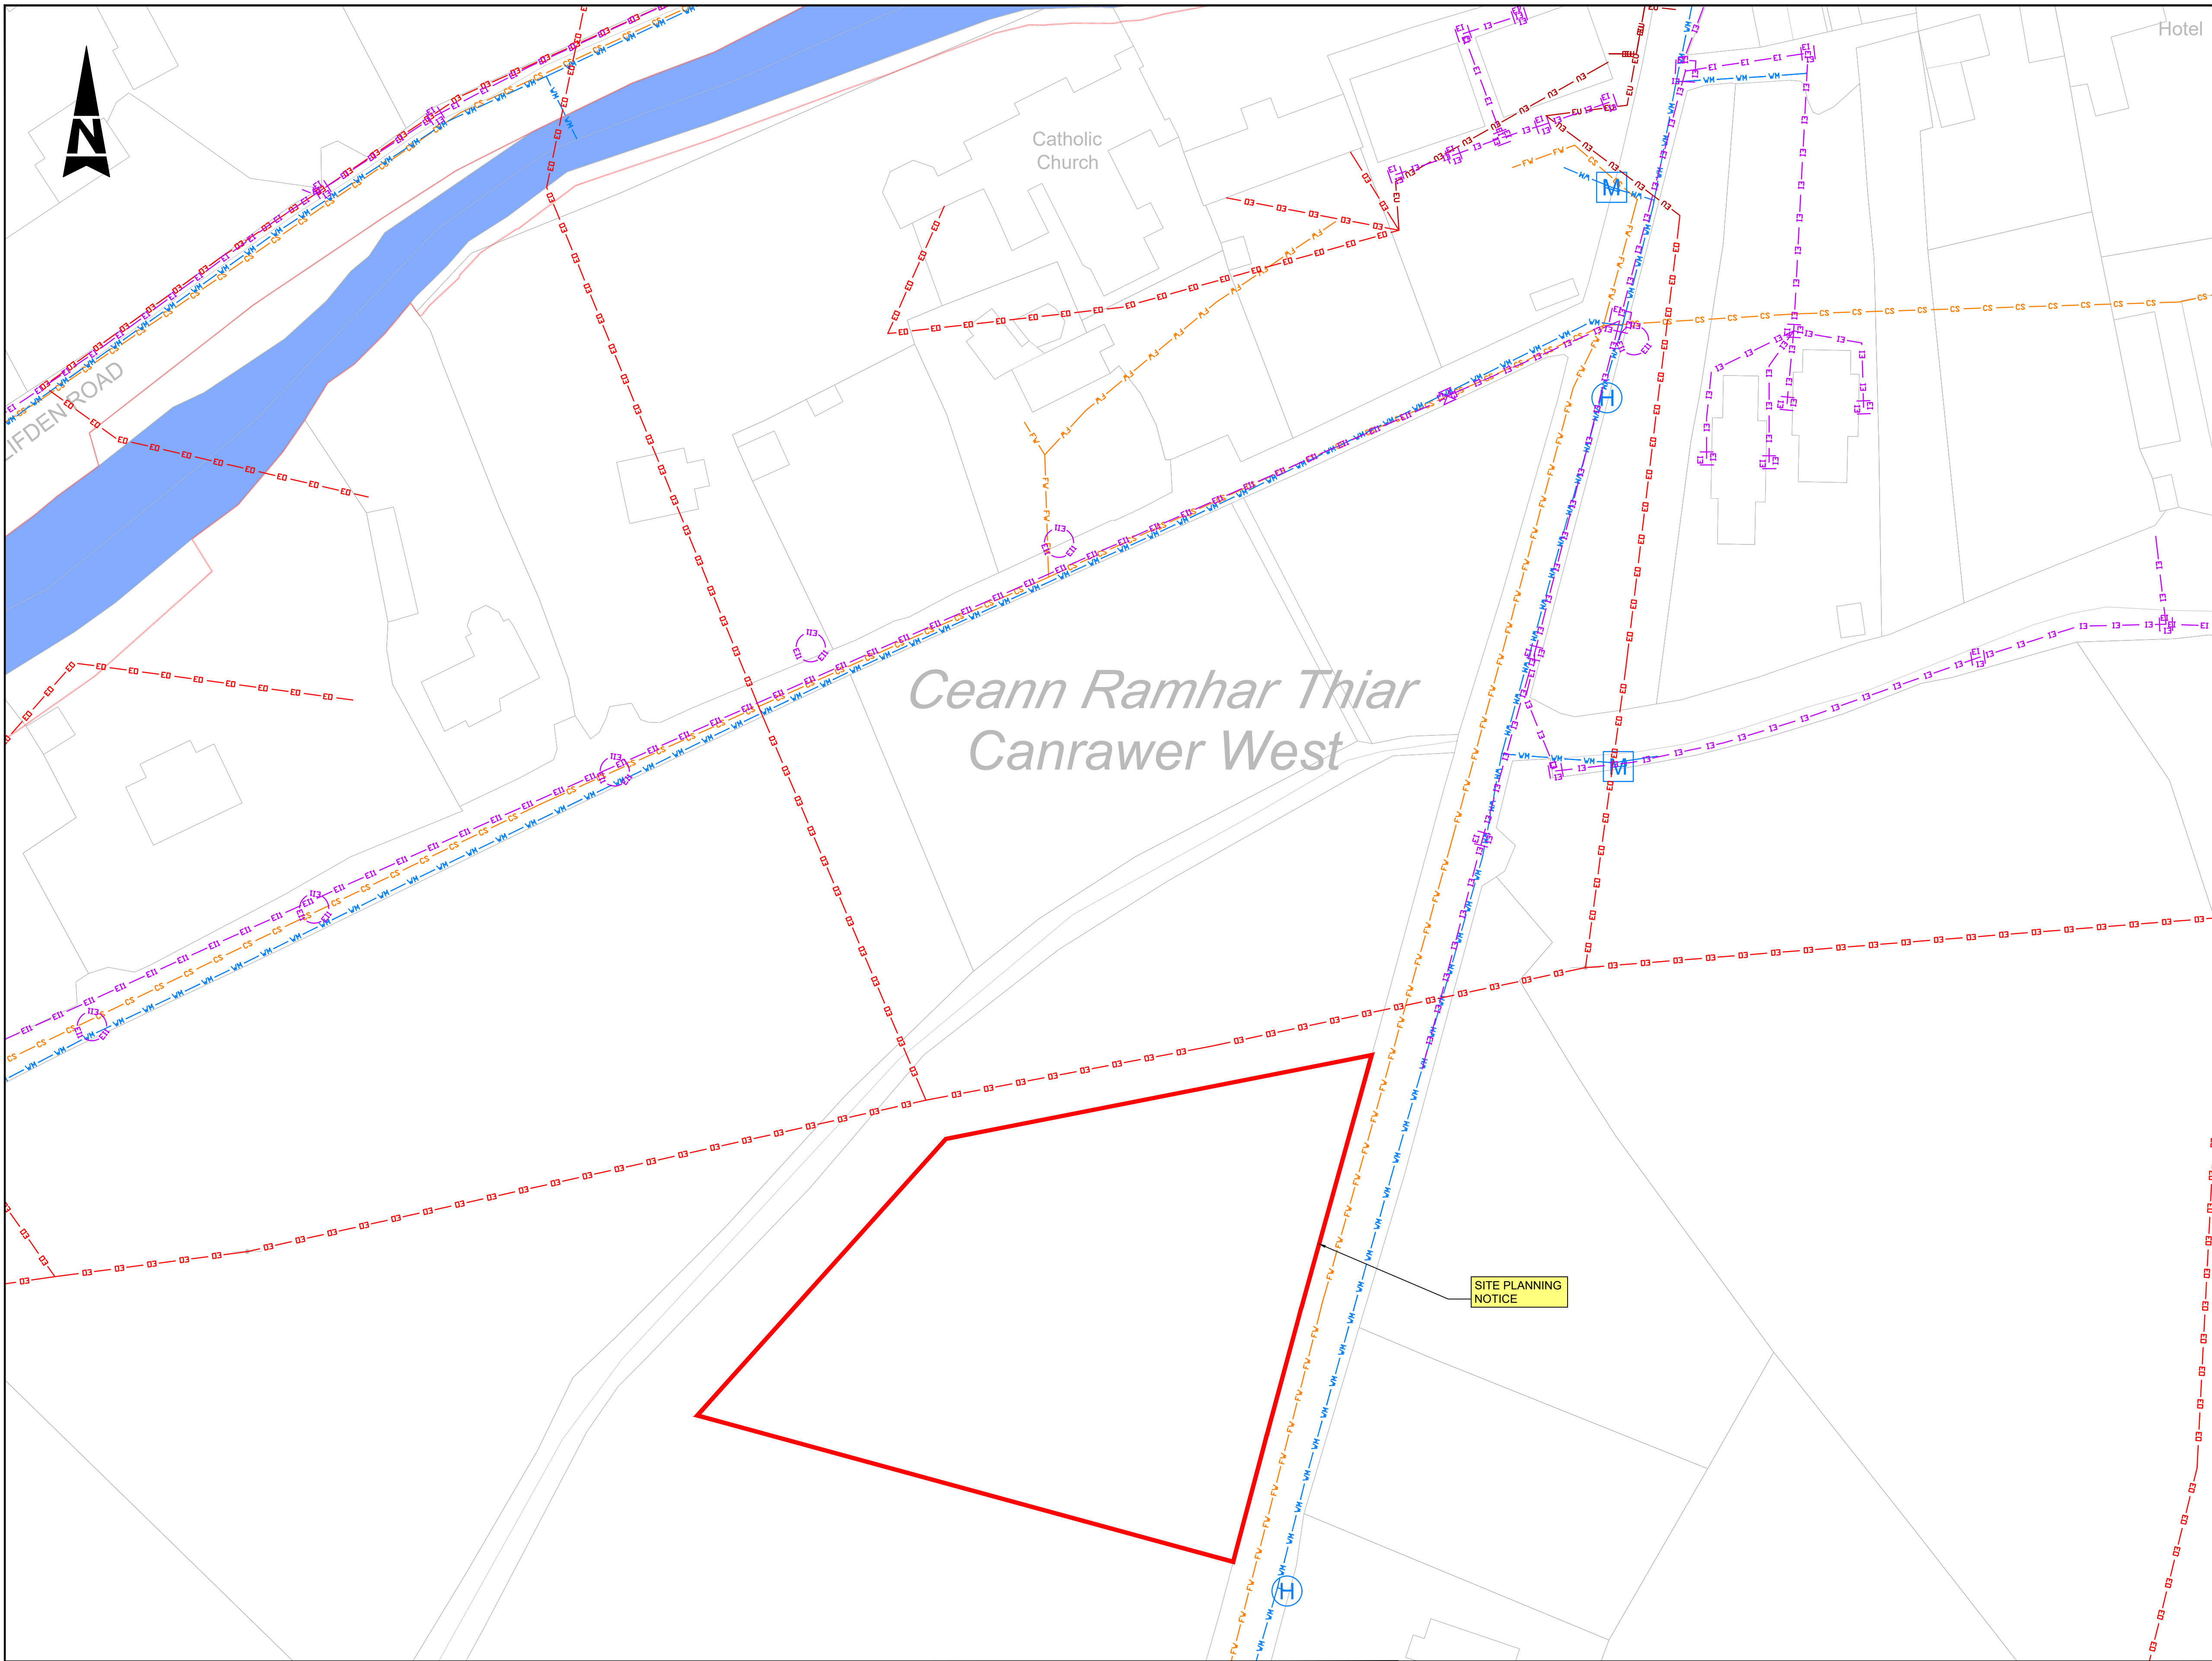 N
Hotel
Catholic
Church
M
H
LIFDEN ROAD
Ceann Ramhar Thiar
Canrawer West
M
SITE PLANNING
NOTICE
H